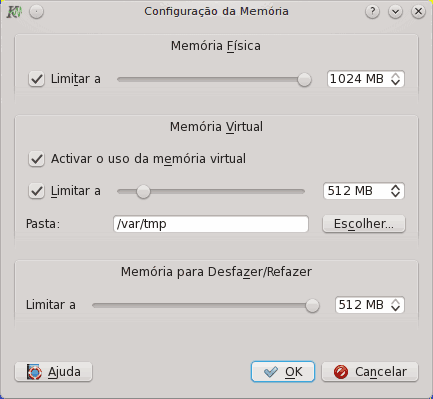 Configuração da Memória
Memória Física
Limitar a 1024 MB
Memória Virtual
Activar o uso da memória virtual
Limitar a 512 MB
Pasta: /var/tmp Escolher...
Memória para Desfazer/Refazer
Limitar a 512 MB
Ajuda OK Cancelar